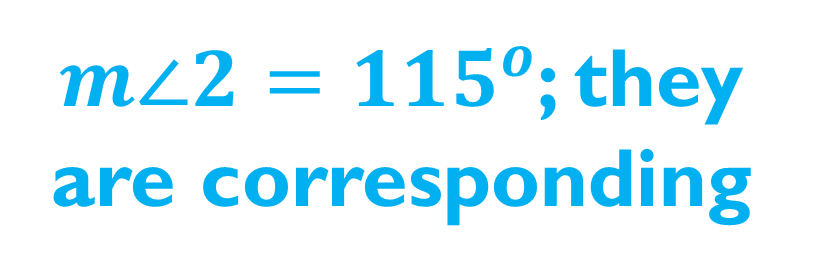 m∠2 = 115º; they
are corresponding